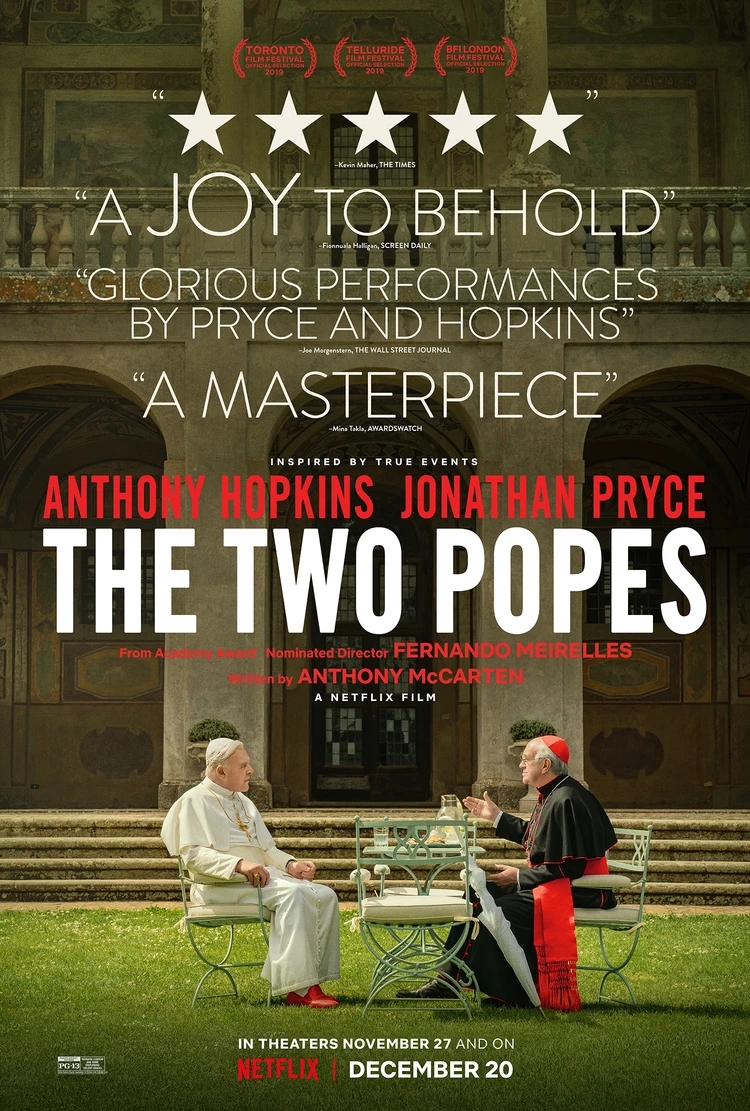 TORONTO
FILM FESTIVAL
OFFICIAL SELECTION
2019
TELLURIDE
FILM FESTIVAL
OFFICIAL SELECTION
2019
BFI LONDON
FILM FESTIVAL
OFFICIAL SELECTION
2019
“ ★★★★★ ”
–Kevin Maher, THE TIMES
“A JOY TO BEHOLD”
–Fionnuala Halligan, SCREEN DAILY
“GLORIOUS PERFORMANCES
BY PRYCE AND HOPKINS”
–Joe Morgenstern, THE WALL STREET JOURNAL
“A MASTERPIECE”
–Mina Takla, AWARDSWATCH
INSPIRED BY TRUE EVENTS
ANTHONY HOPKINS JONATHAN PRYCE
THE TWO POPES
From Academy Award Nominated Director FERNANDO MEIRELLES
Written by ANTHONY McCARTEN
A NETFLIX FILM
IN THEATERS NOVEMBER 27 AND ON
NETFLIX | DECEMBER 20
PG-13